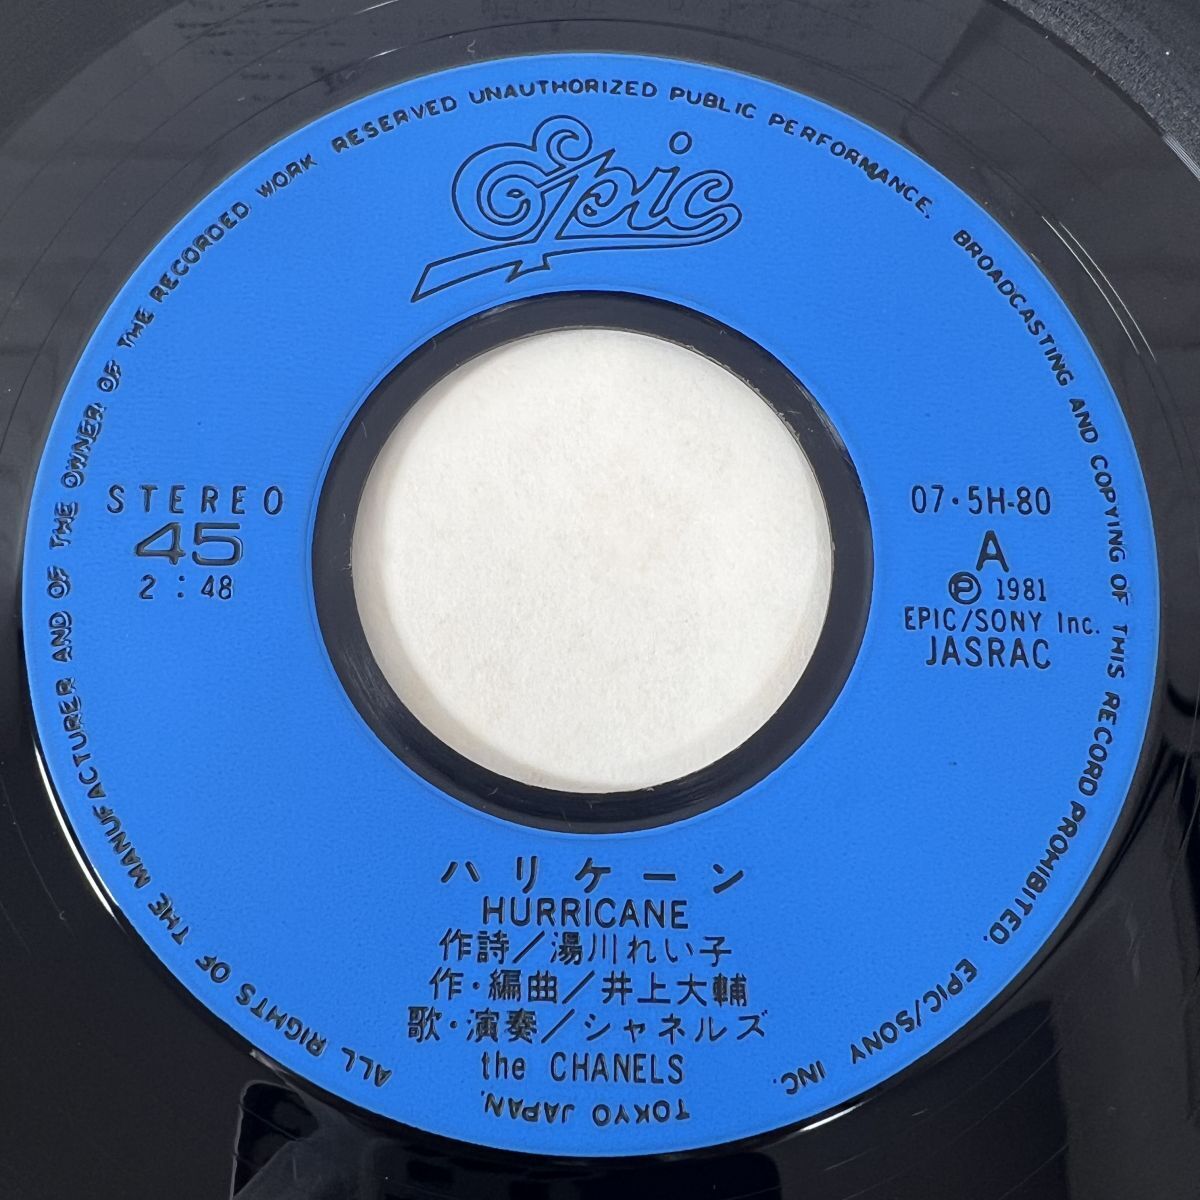 ALL RIGHTS OF THE MANUFACTURER AND OF THE OWNER OF THE RECORDED WORK RESERVED UNAUTHORIZED PUBLIC PERFORMANCE. BROADCASTING AND COPYING OF THIS RECORD PROHIBITED. EPIC/SONY INC. TOKYO JAPAN.
Epic
STEREO
45
2:48
07・5H-80
A
Ⓟ 1981
EPIC/SONY Inc.
JASRAC
ハリケーン
HURRICANE
作詩/湯川れい子
作・編曲/井上大輔
歌・演奏/シャネルズ
the CHANELS